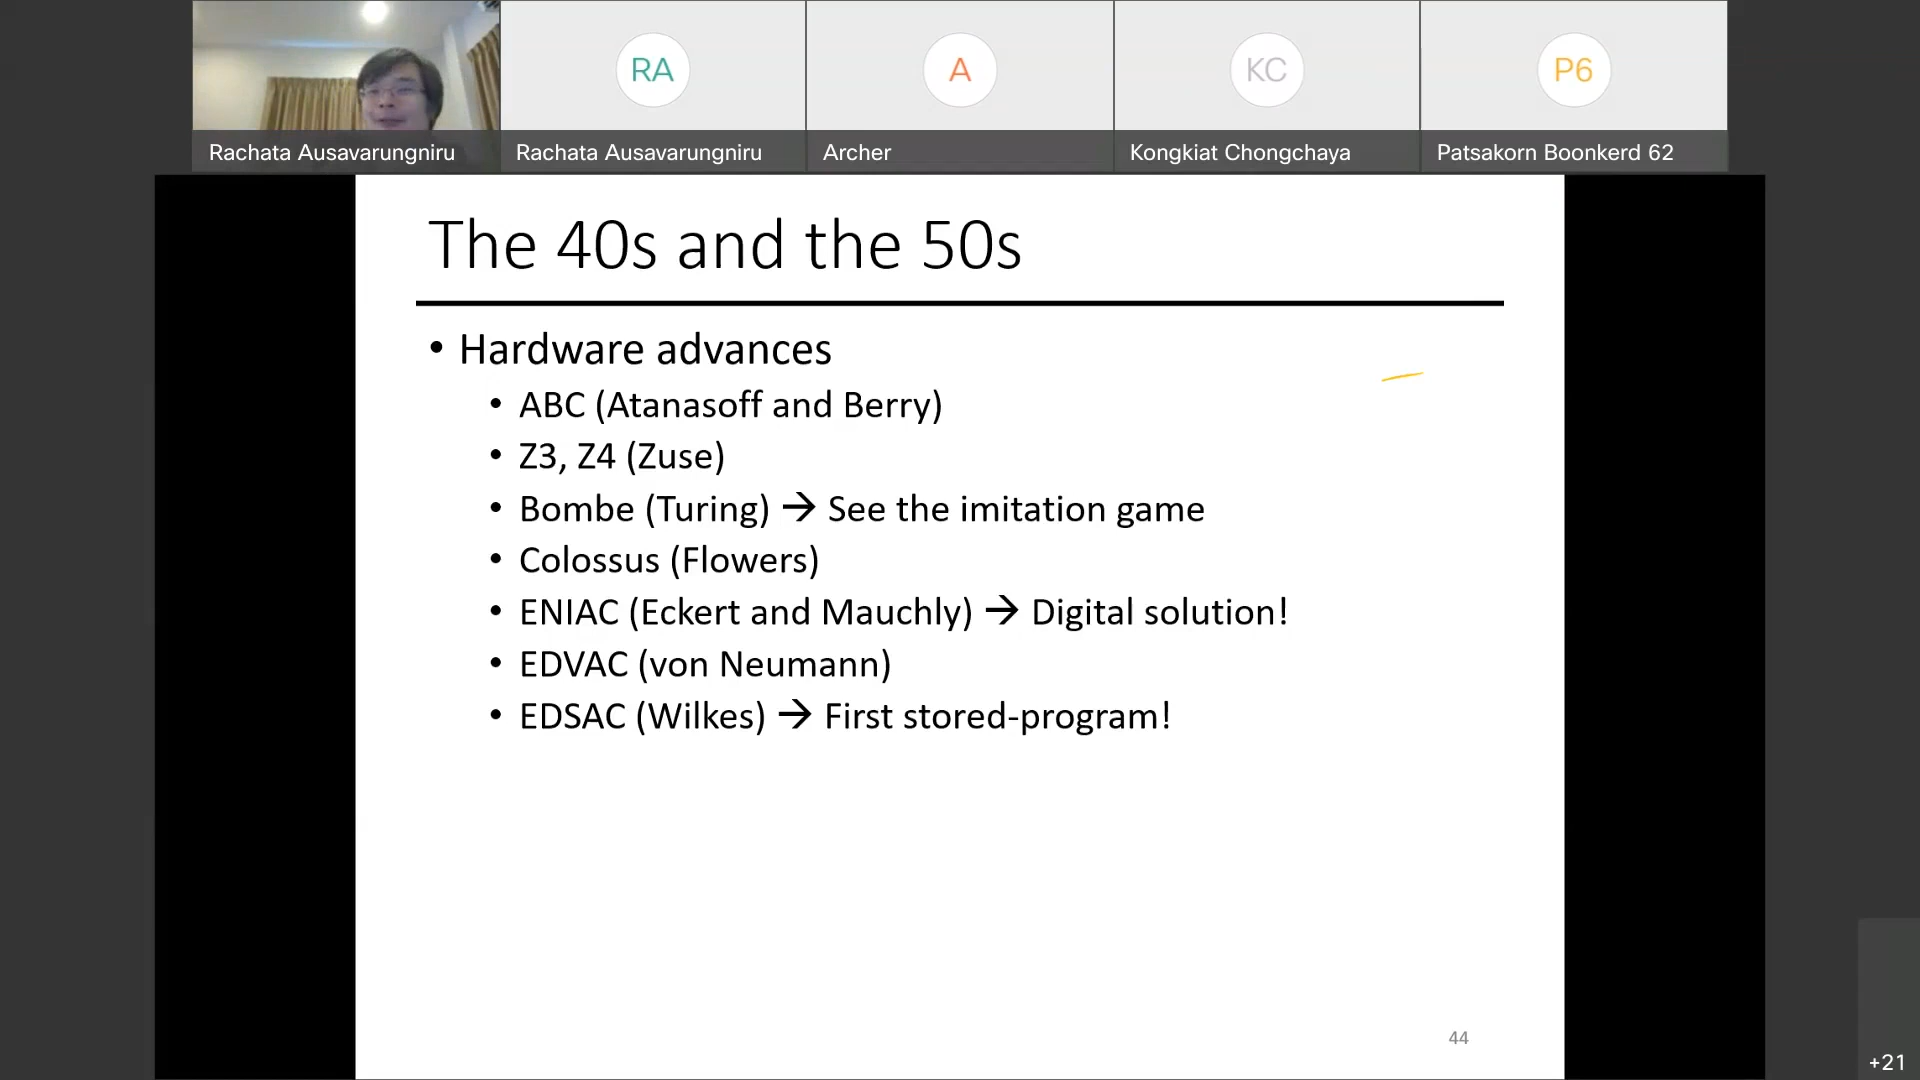 RA
A
KC
P6
Rachata Ausavarungniru
Rachata Ausavarungniru
Archer
Kongkiat Chongchaya
Patsakorn Boonkerd 62
The 40s and the 50s
• Hardware advances
• ABC (Atanasoff and Berry)
• Z3, Z4 (Zuse)
• Bombe (Turing) → See the imitation game
• Colossus (Flowers)
• ENIAC (Eckert and Mauchly) → Digital solution!
• EDVAC (von Neumann)
• EDSAC (Wilkes) → First stored-program!
44
+21